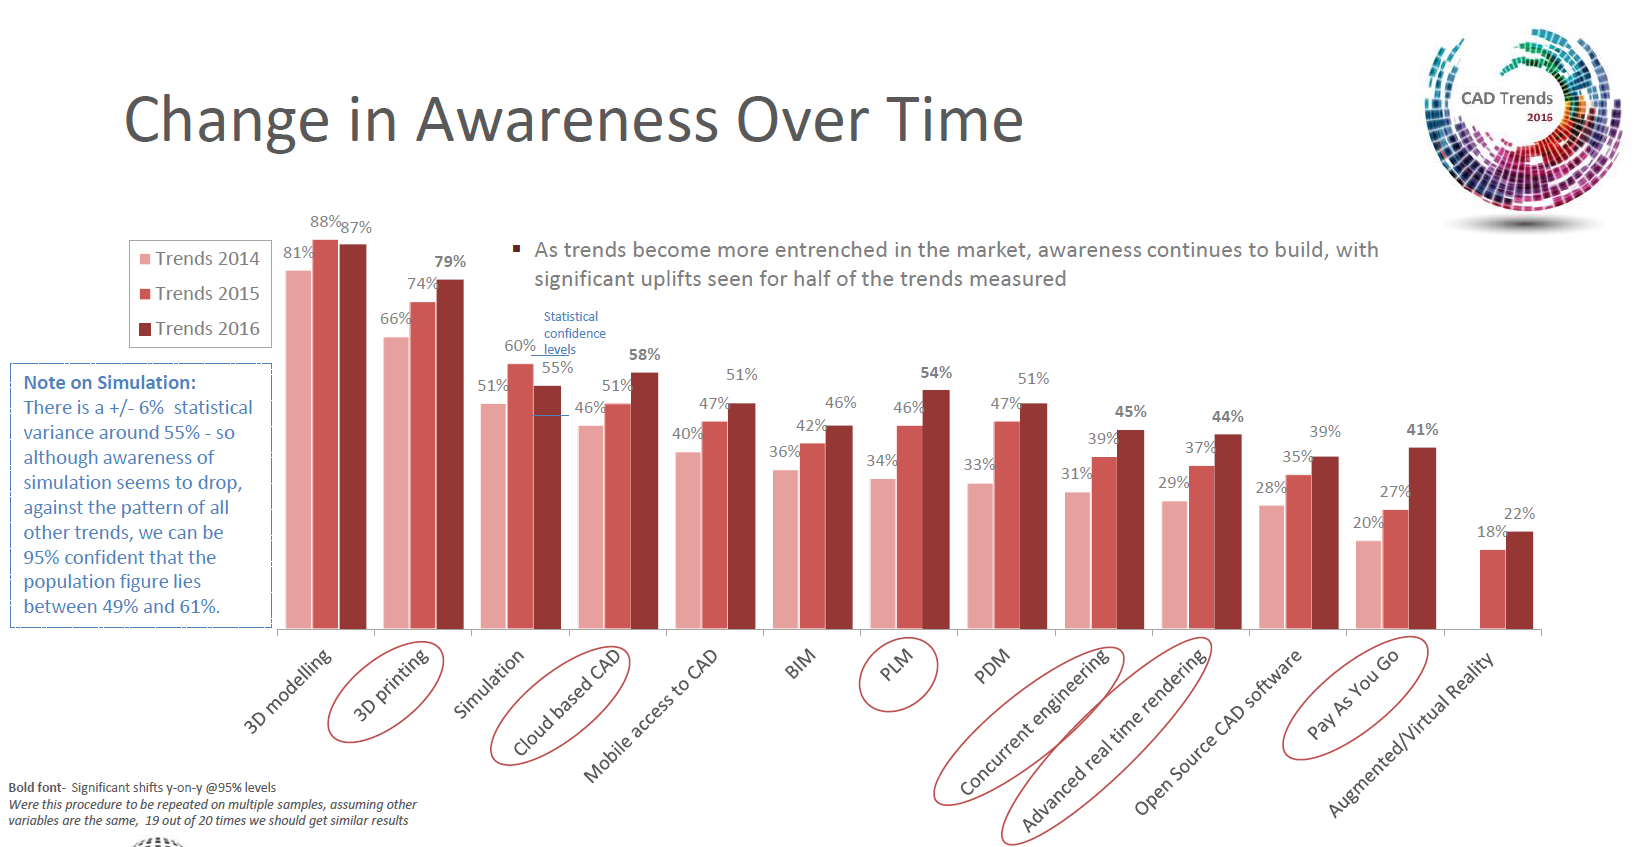 Change in Awareness Over Time
CAD Trends
2016
Trends 2014
Trends 2015
Trends 2016
▪ As trends become more entrenched in the market, awareness continues to build, with
significant uplifts seen for half of the trends measured
Statistical
confidence
levels
Note on Simulation:
There is a +/- 6% statistical
variance around 55% - so
although awareness of
simulation seems to drop,
against the pattern of all
other trends, we can be
95% confident that the
population figure lies
between 49% and 61%.
81% 88% 87%
66% 74% 79%
51% 60% 55%
46% 51% 58%
40% 47% 51%
36% 42% 46%
34% 46% 54%
33% 47% 51%
31% 39% 45%
29% 37% 44%
28% 35% 39%
20% 27% 41%
18% 22%
3D modelling
3D printing
Simulation
Cloud based CAD
Mobile access to CAD
BIM
PLM
PDM
Concurrent engineering
Advanced real time rendering
Open Source CAD software
Pay As You Go
Augmented/Virtual Reality
Bold font- Significant shifts y-on-y @95% levels
Were this procedure to be repeated on multiple samples, assuming other
variables are the same, 19 out of 20 times we should get similar results